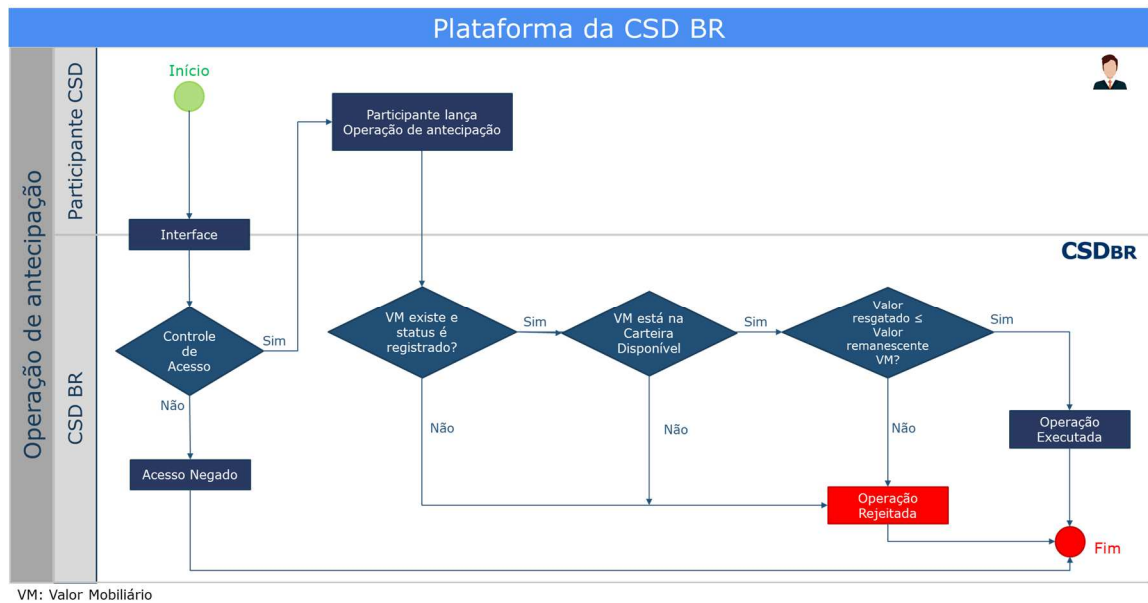 Plataforma da CSD BR
Operação de antecipação
Participante CSD
CSD BR
Início
Participante lança
Operação de antecipação
Interface
CSDBR
Controle
de
Acesso
Sim
Não
Acesso Negado
VM existe e
status é
registrado?
Sim
Não
VM está na
Carteira
Disponível
Sim
Não
Valor
resgatado ≤
Valor
remanescente
VM?
Sim
Não
Operação
Executada
Operação
Rejeitada
Fim
VM: Valor Mobiliário